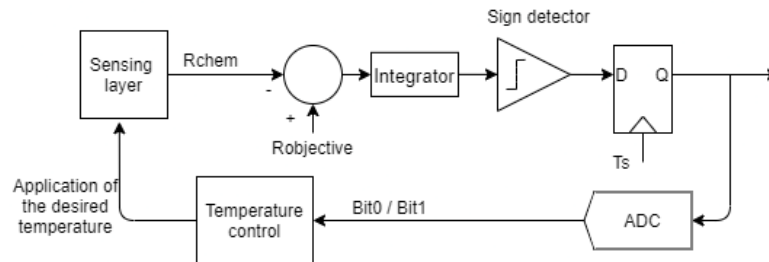 Sign detector
Sensing
layer
Rchem
-
+
Robjective
Integrator
D
Q
Ts
Application of
the desired
temperature
Temperature
control
Bit0 / Bit1
ADC